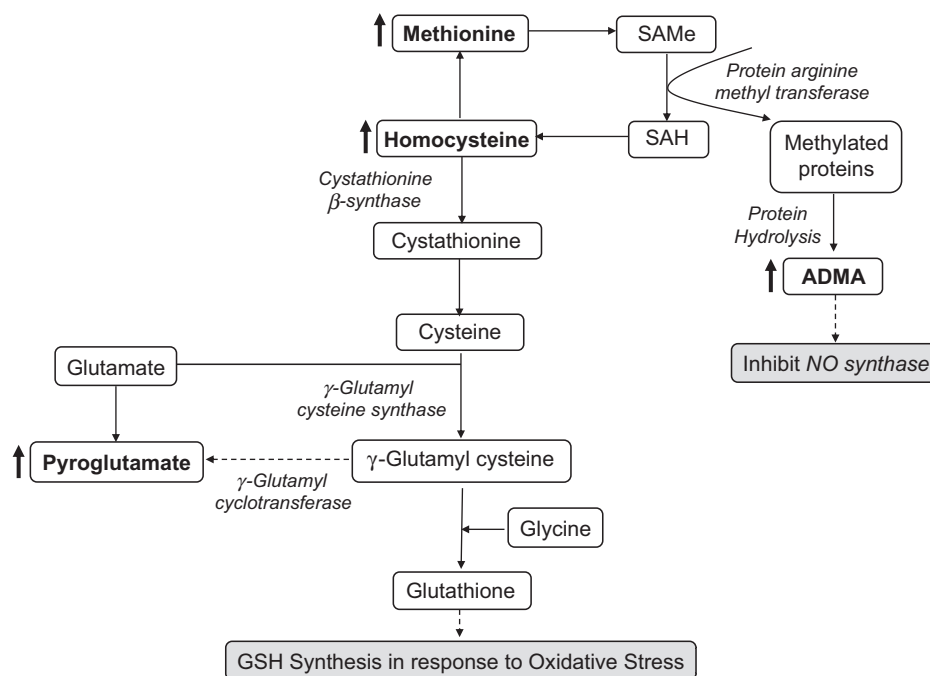 Methionine
SAMe
Protein arginine
methyl transferase
Homocysteine
SAH
Methylated
proteins
Cystathionine
β-synthase
Protein
Hydrolysis
Cystathionine
ADMA
Cysteine
Inhibit NO synthase
Glutamate
γ-Glutamyl
cysteine synthase
Pyroglutamate
γ-Glutamyl cysteine
γ-Glutamyl
cyclotransferase
Glycine
Glutathione
GSH Synthesis in response to Oxidative Stress